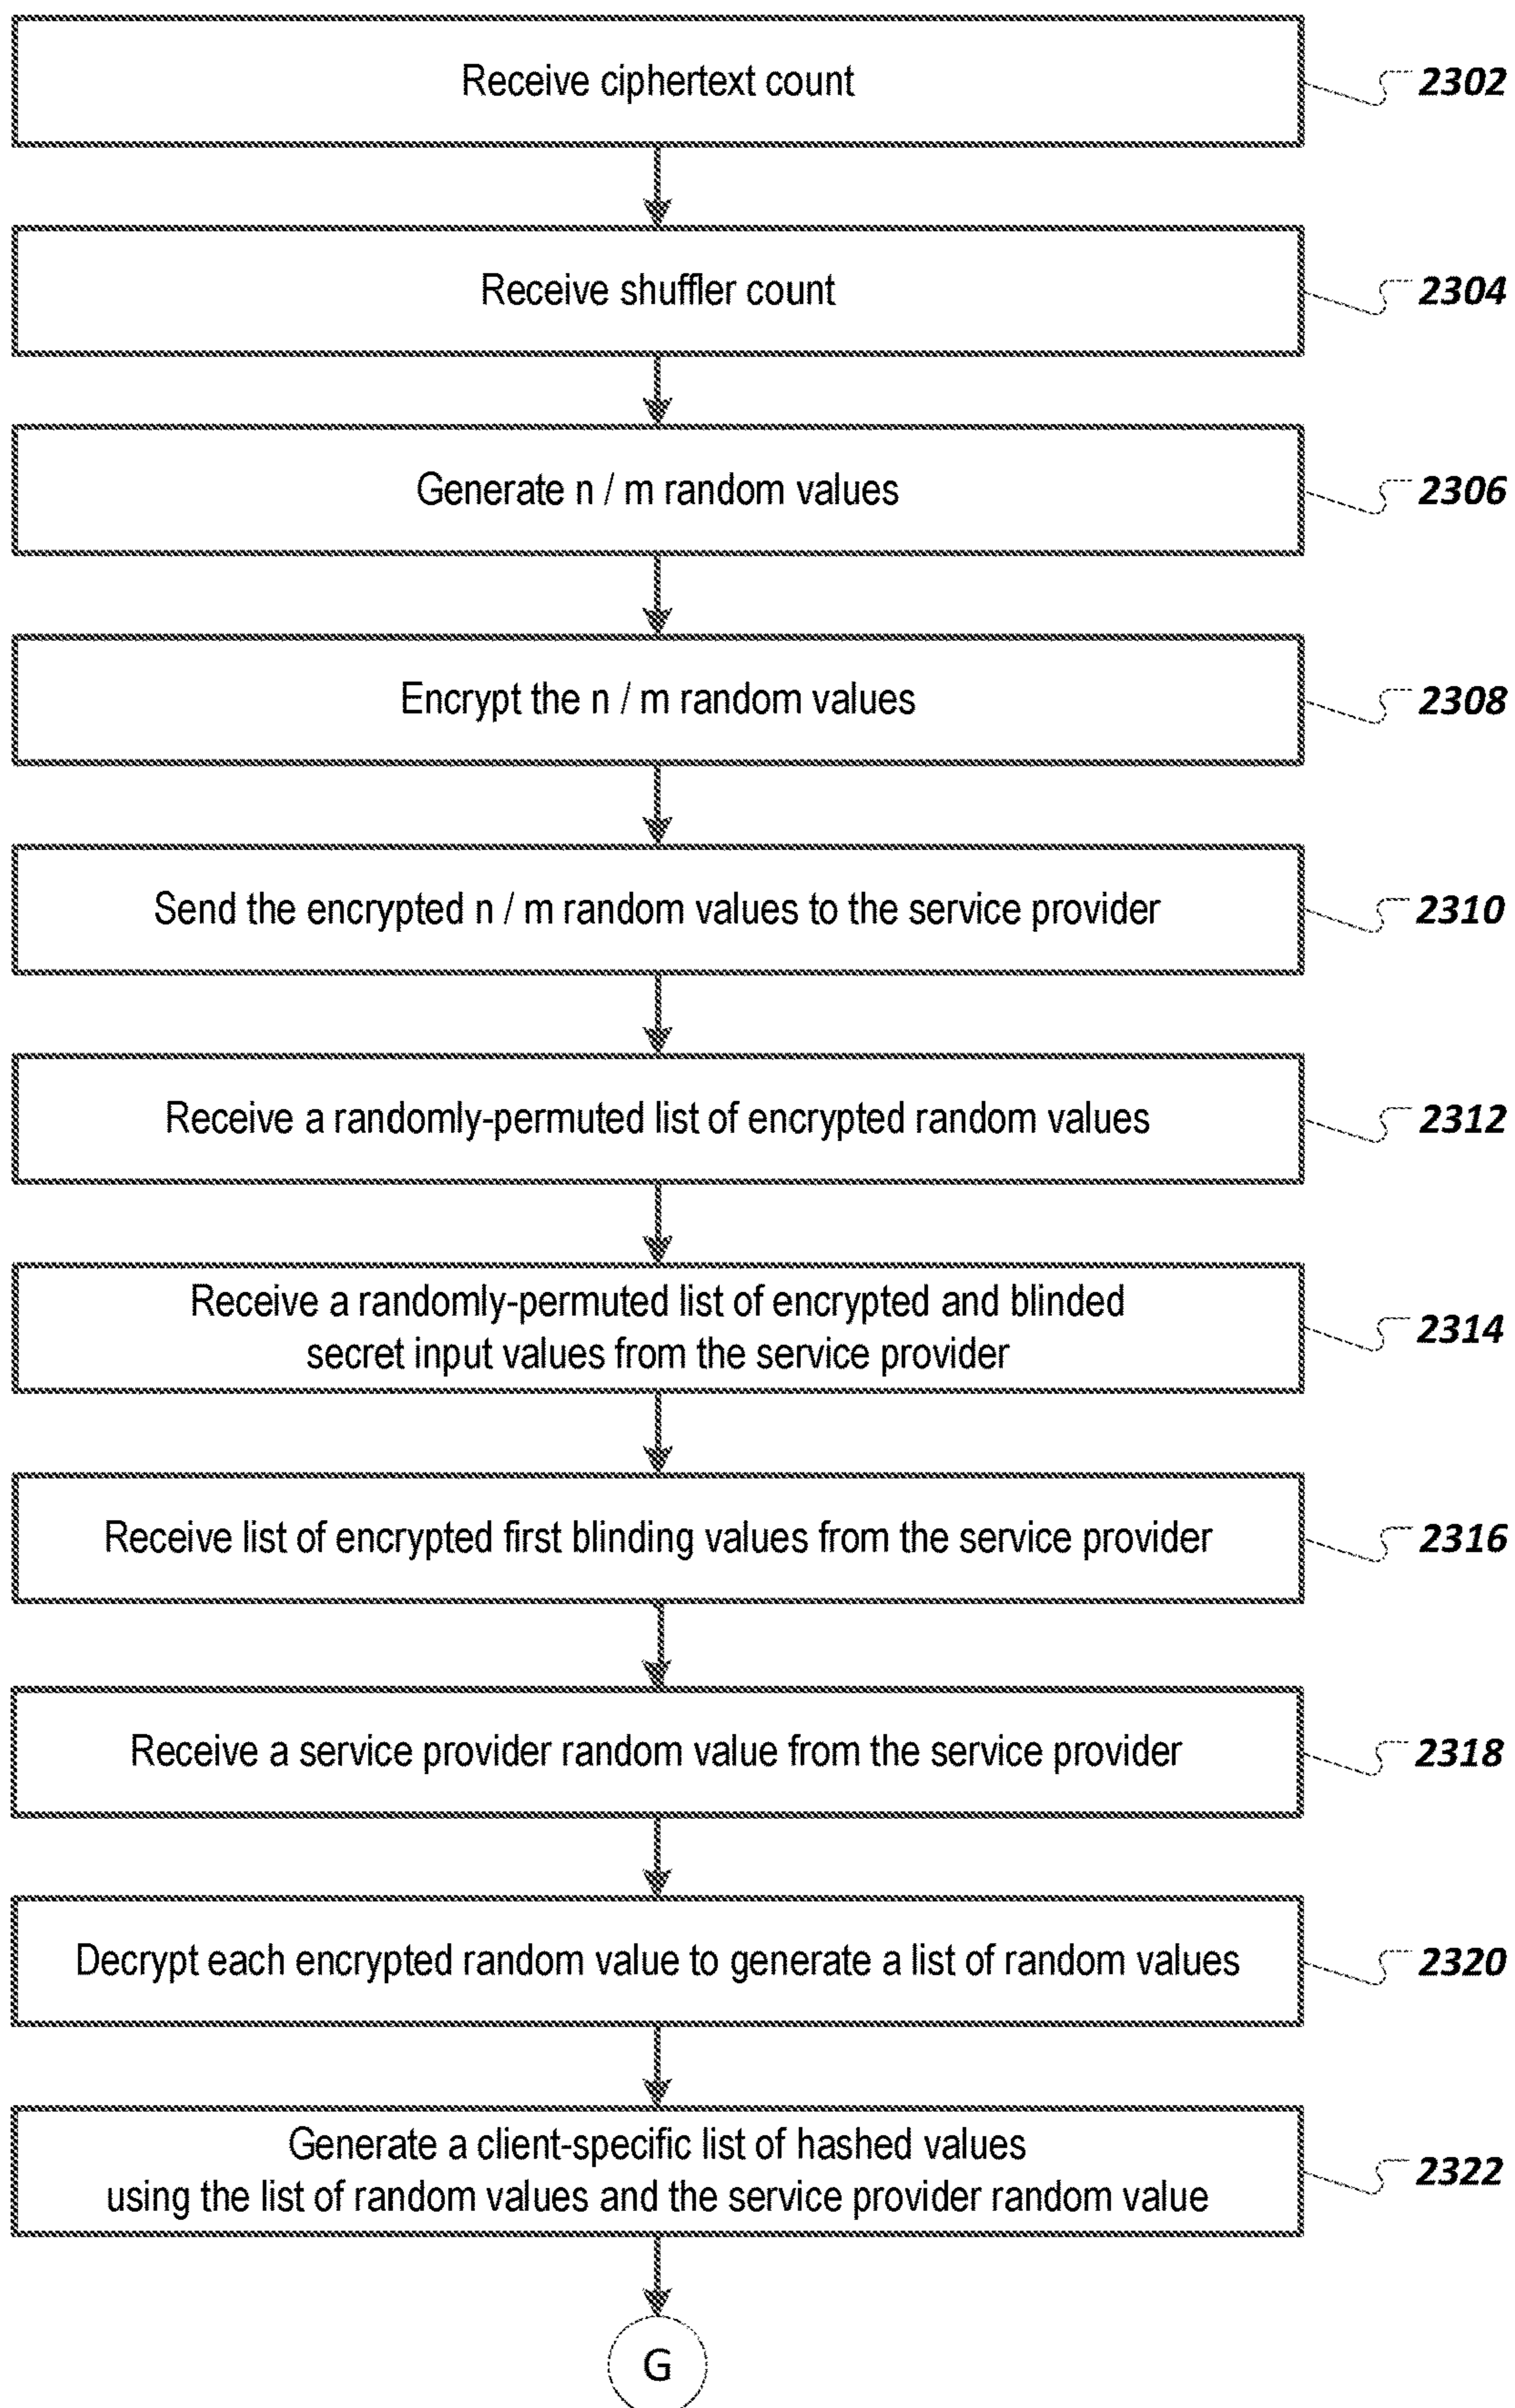 Receive ciphertext count
2302
Receive shuffler count
2304
Generate n / m random values
2306
Encrypt the n / m random values
2308
Send the encrypted n / m random values to the service provider
2310
Receive a randomly-permuted list of encrypted random values
2312
Receive a randomly-permuted list of encrypted and blinded
secret input values from the service provider
2314
Receive list of encrypted first blinding values from the service provider
2316
Receive a service provider random value from the service provider
2318
Decrypt each encrypted random value to generate a list of random values
2320
Generate a client-specific list of hashed values
using the list of random values and the service provider random value
2322
G